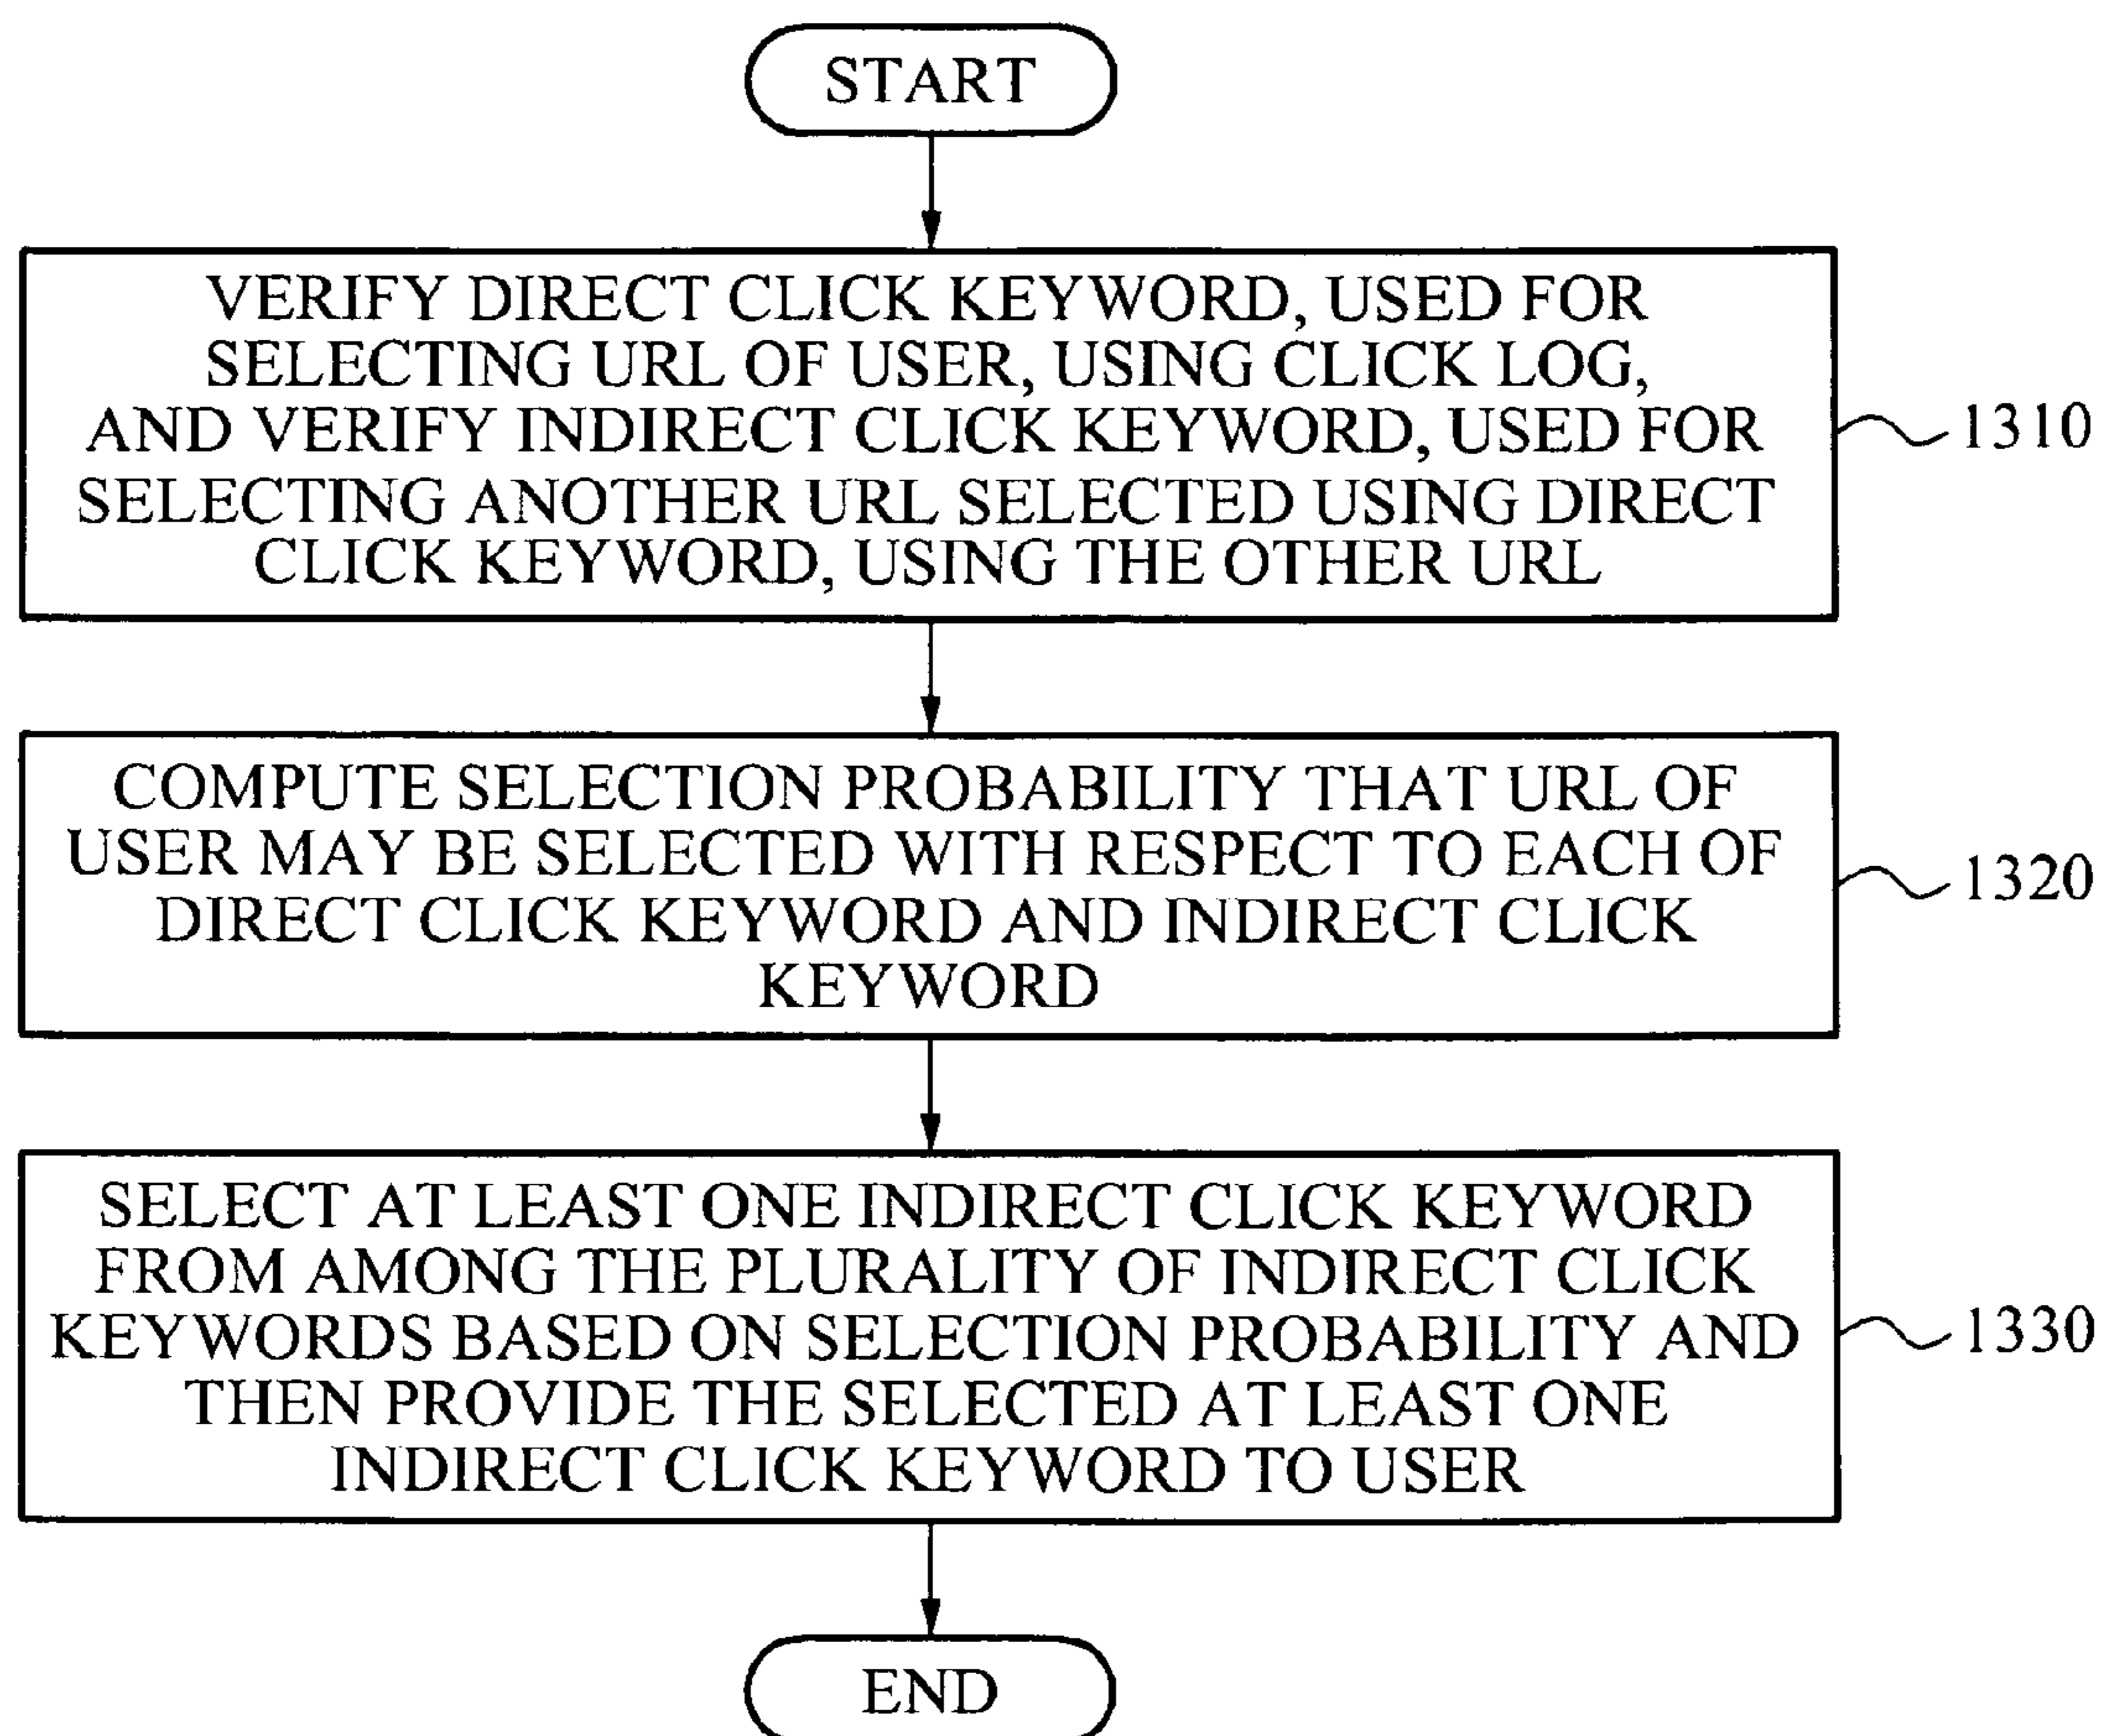 START
VERIFY DIRECT CLICK KEYWORD, USED FOR
SELECTING URL OF USER, USING CLICK LOG,
AND VERIFY INDIRECT CLICK KEYWORD, USED FOR
SELECTING ANOTHER URL SELECTED USING DIRECT
CLICK KEYWORD, USING THE OTHER URL
1310
COMPUTE SELECTION PROBABILITY THAT URL OF
USER MAY BE SELECTED WITH RESPECT TO EACH OF
DIRECT CLICK KEYWORD AND INDIRECT CLICK
KEYWORD
1320
SELECT AT LEAST ONE INDIRECT CLICK KEYWORD
FROM AMONG THE PLURALITY OF INDIRECT CLICK
KEYWORDS BASED ON SELECTION PROBABILITY AND
THEN PROVIDE THE SELECTED AT LEAST ONE
INDIRECT CLICK KEYWORD TO USER
1330
END